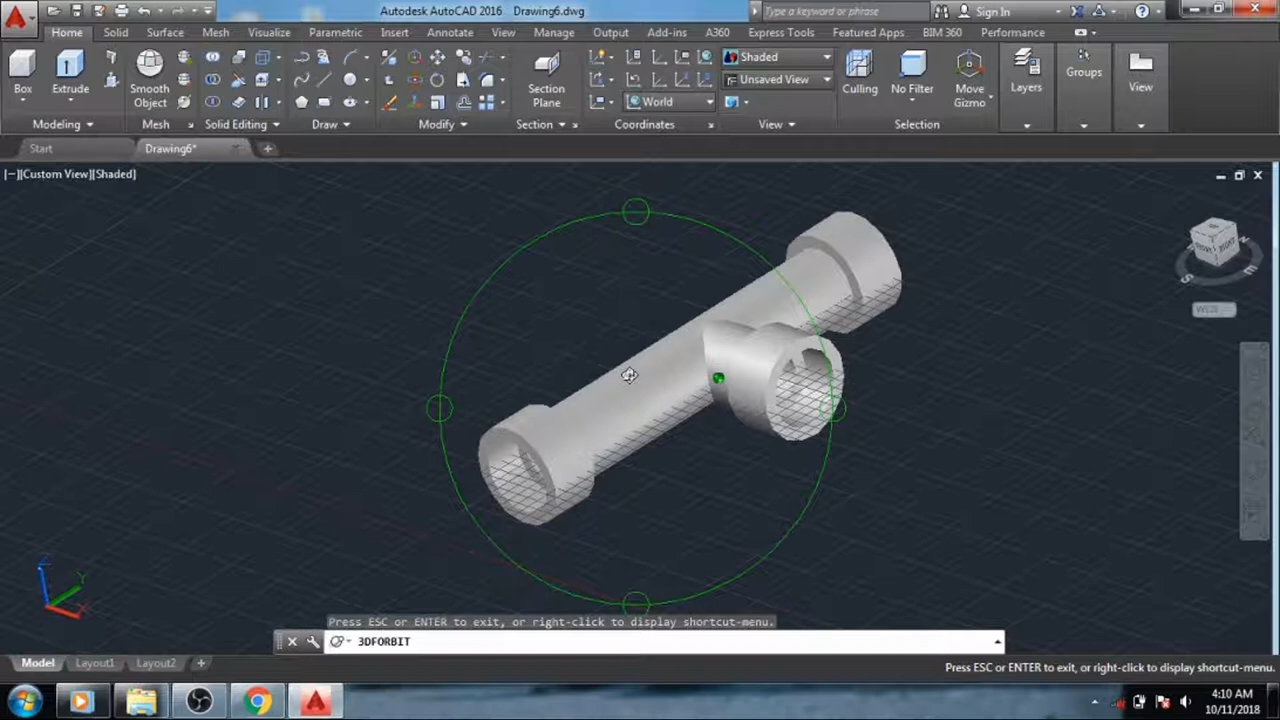 Autodesk AutoCAD 2016 Drawing6.dwg
Type a keyword or phrase
Sign In
Home Solid Surface Mesh Visualize Parametric Insert Annotate View Manage Output Add-ins A360 Express Tools Featured Apps BIM 360 Performance
Shaded
Unsaved View
World
Box Extrude Smooth Object Section Plane Culling No Filter Move Gizmo Layers Groups View
Modeling Mesh Solid Editing Draw Modify Section Coordinates View Selection
Start Drawing6*
[−][Custom View][Shaded]
WCS
Z
Y
X
Press ESC or ENTER to exit, or right-click to display shortcut-menu.
3DFORBIT
Model Layout1 Layout2
Press ESC or ENTER to exit, or right-click to display shortcut-menu.
4:10 AM
10/11/2018